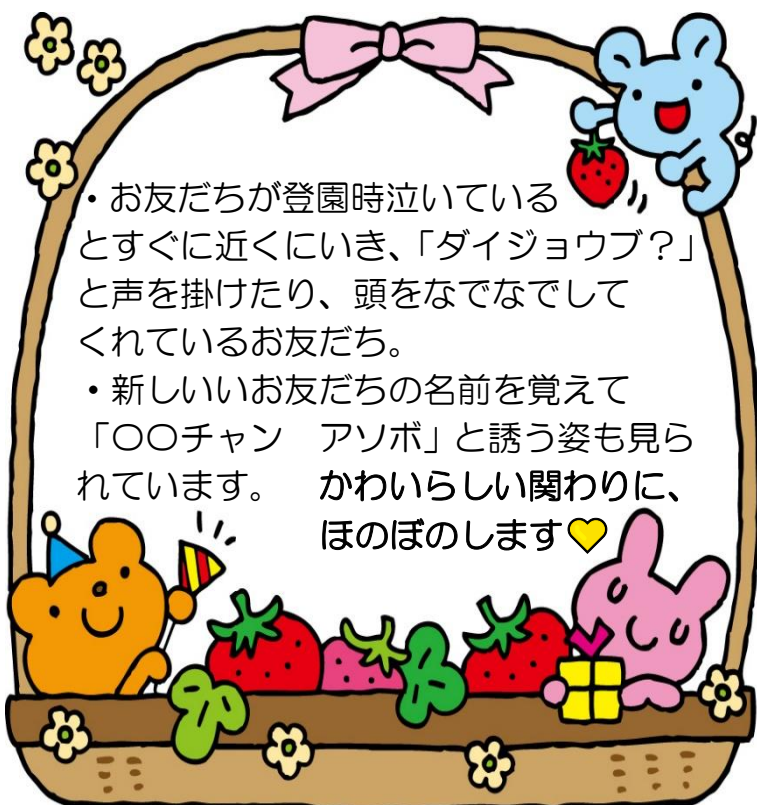 ・お友だちが登園時泣いている
とすぐに近くにいき、「ダイジョウブ？」
と声を掛けたり、頭をなでなでして
くれているお友だち。
・新しいいお友だちの名前を覚えて
「〇〇チャン　アソボ」と誘う姿も見ら
れています。　かわいらしい関わりに、
ほのぼのします💛